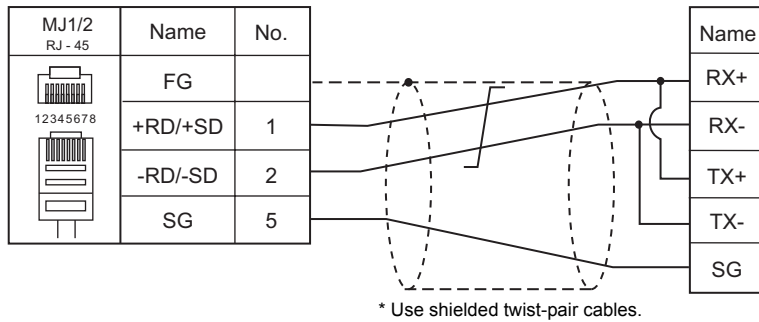 MJ1/2
RJ - 45
Name
No.
Name
FG
RX+
12345678
+RD/+SD
1
RX-
-RD/-SD
2
TX+
TX-
SG
5
SG
* Use shielded twist-pair cables.